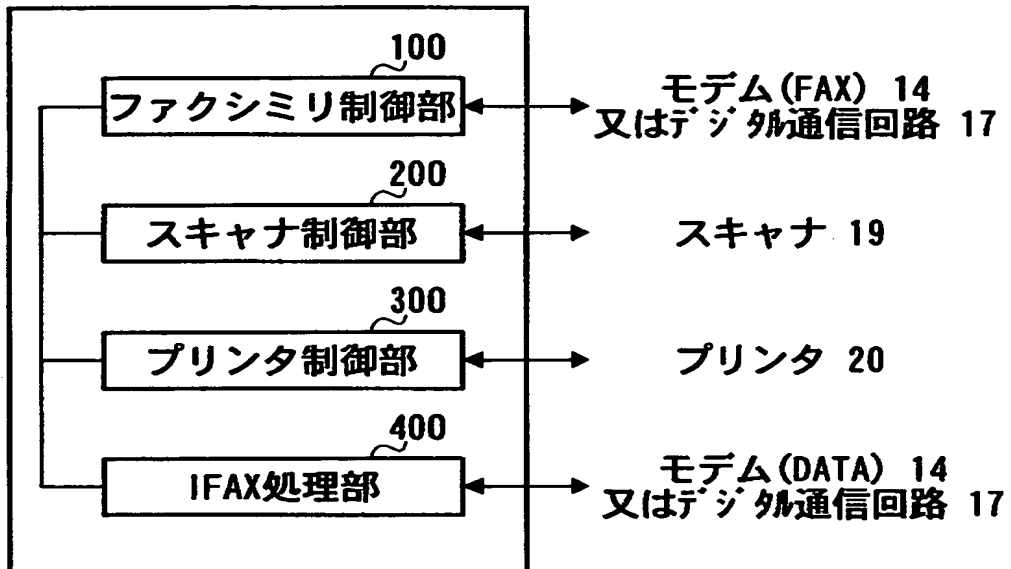 100
ファクシミリ制御部
モデム(FAX) 14
又はデジタル通信回路 17
200
スキャナ制御部
スキャナ 19
300
プリンタ制御部
プリンタ 20
400
IFAX処理部
モデム(DATA) 14
又はデジタル通信回路 17